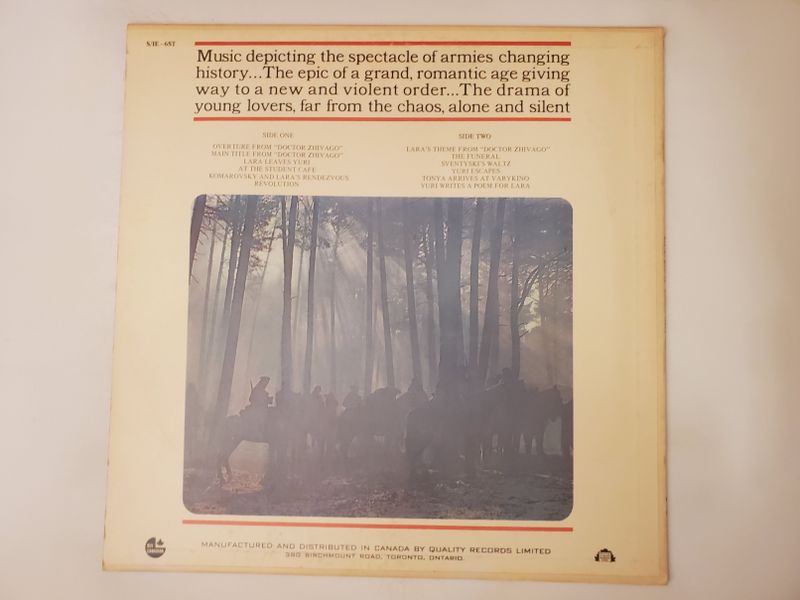 S/1E - 6ST
Music depicting the spectacle of armies changing
history...The epic of a grand, romantic age giving
way to a new and violent order...The drama of
young lovers, far from the chaos, alone and silent
SIDE ONE
OVERTURE FROM "DOCTOR ZHIVAGO"
MAIN TITLE FROM "DOCTOR ZHIVAGO"
LARA LEAVES YURI
AT THE STUDENT CAFE
KOMAROVSKY AND LARA'S RENDEZVOUS
REVOLUTION
SIDE TWO
LARA'S THEME FROM "DOCTOR ZHIVAGO"
THE FUNERAL
SVENTYSKI'S WALTZ
YURI ESCAPES
TONYA ARRIVES AT VARYKINO
YURI WRITES A POEM FOR LARA
MANUFACTURED AND DISTRIBUTED IN CANADA BY QUALITY RECORDS LIMITED
380 BIRCHMOUNT ROAD, TORONTO, ONTARIO.